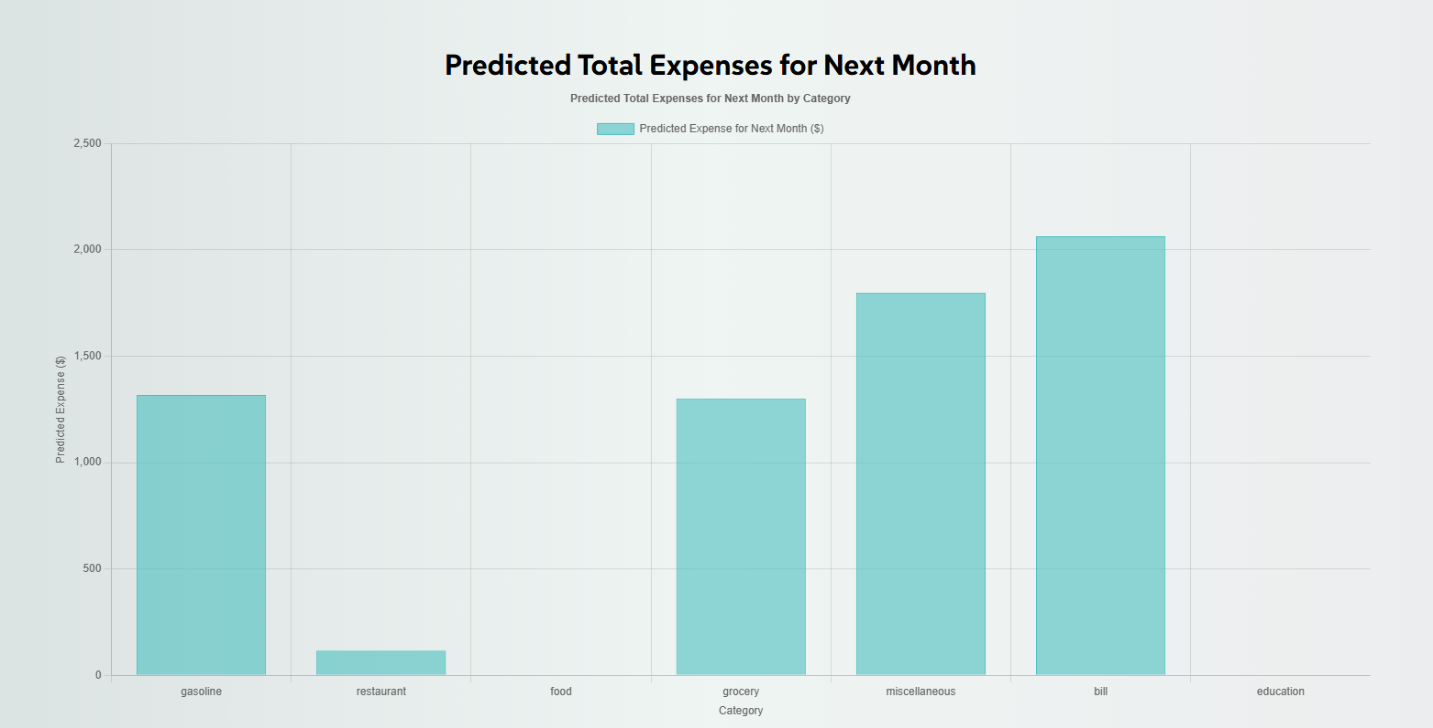 Predicted Total Expenses for Next Month
Predicted Total Expenses for Next Month by Category
Predicted Expense for Next Month ($)
2,500
2,000
1,500
1,000
500
0
Predicted Expense ($)
gasoline restaurant food grocery miscellaneous bill education
Category